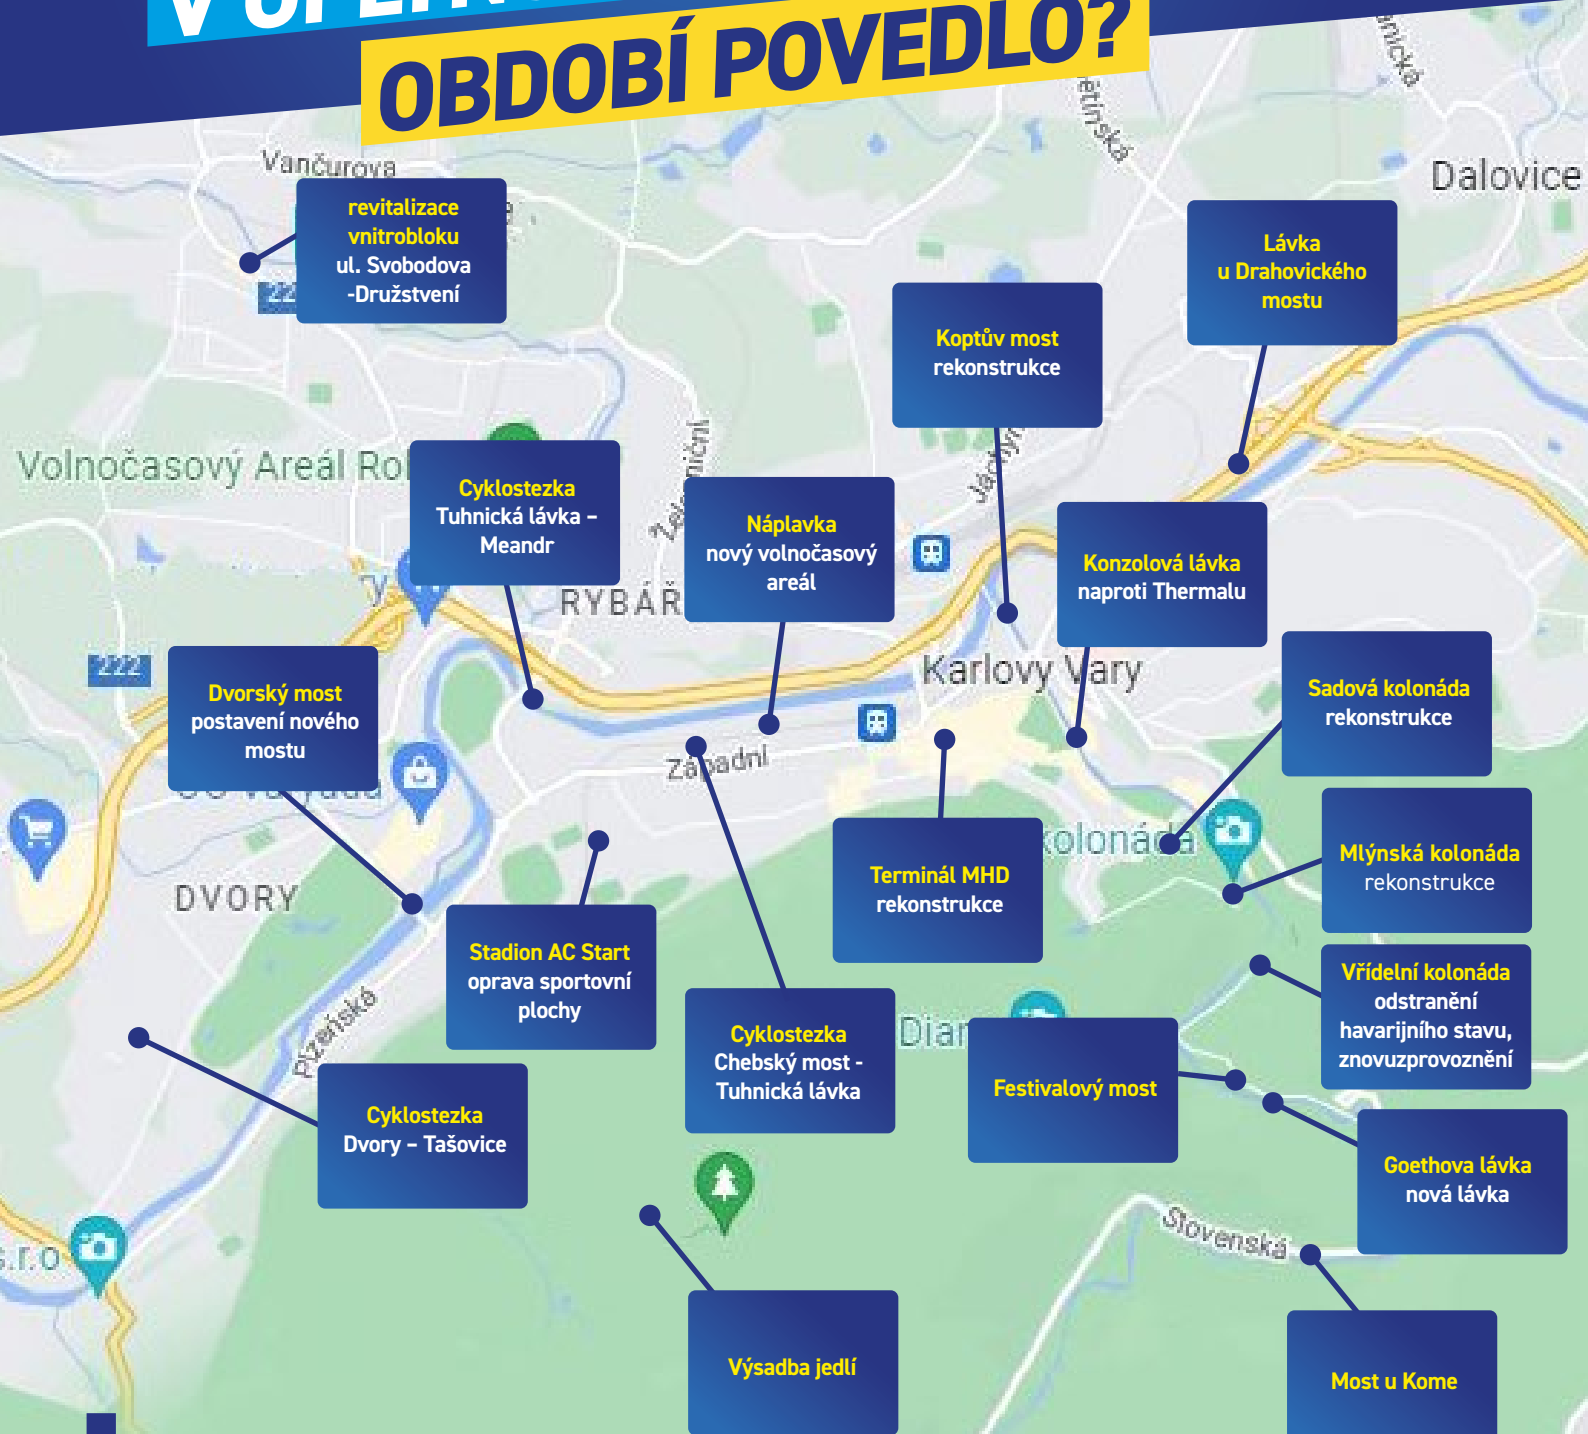 OBDOBÍ POVEDLO?
Vančurova
Dalovice
revitalizace
vnitrobloku
ul. Svobodova
-Družstvení
Lávka
u Drahovického
mostu
Koptův most
rekonstrukce
Volnočasový Areál
Cyklostezka
Tuhnická lávka –
Meandr
Náplavka
nový volnočasový
areál
Konzolová lávka
naproti Thermalu
Karlovy Vary
222
Dvorský most
postavení nového
mostu
Sadová kolonáda
rekonstrukce
Západní
kolonáda
Mlýnská kolonáda
rekonstrukce
Terminál MHD
rekonstrukce
DVORY
Stadion AC Start
oprava sportovní
plochy
Vřídelní kolonáda
odstranění
havarijního stavu,
znovuzprovoznění
Plzeňská
Cyklostezka
Chebský most -
Tuhnická lávka
Festivalový most
Cyklostezka
Dvory – Tašovice
Goethova lávka
nová lávka
Slovenská
s.r.o
Výsadba jedlí
Most u Kome